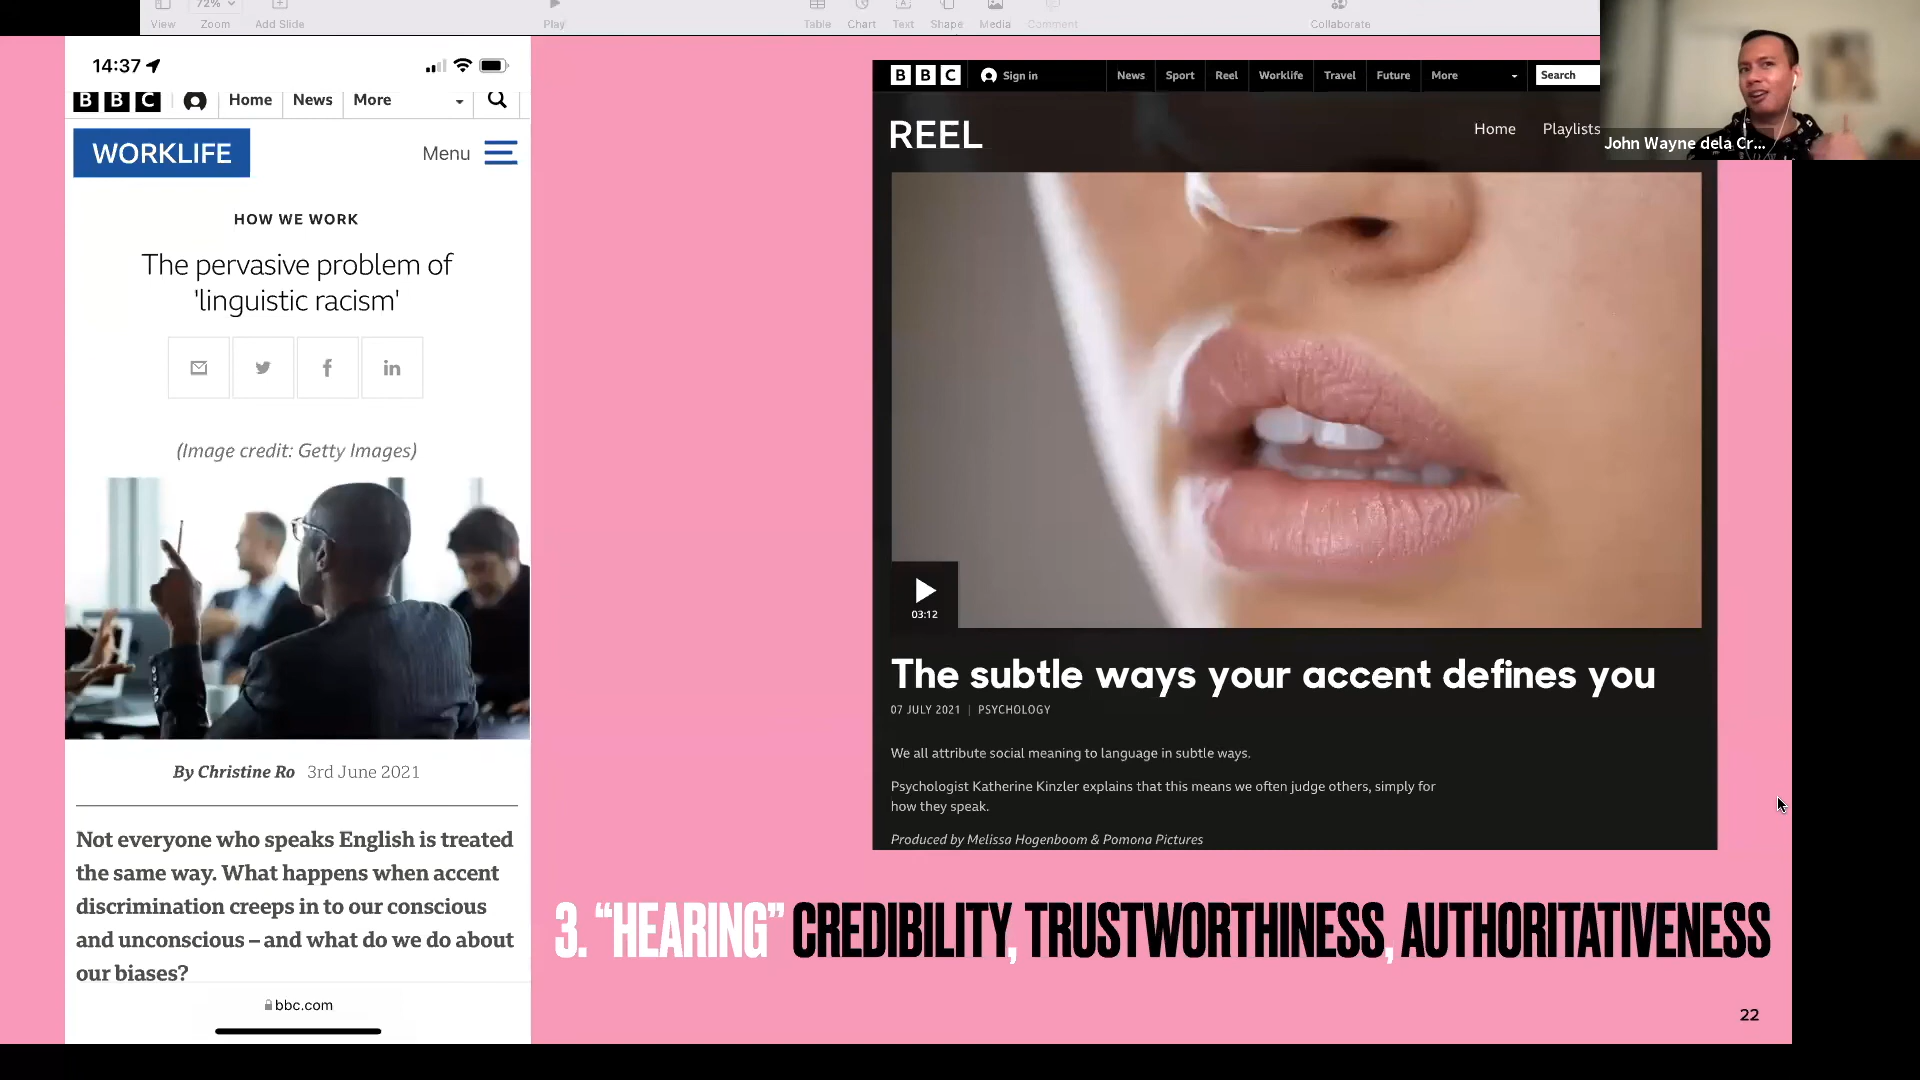 72%
View
Zoom
Add Slide
Play
Table
Chart
Text
Shape
Media
Comment
Collaborate
14:37
BBC
Home
News
More
WORKLIFE
Menu
HOW WE WORK
The pervasive problem of
'linguistic racism'
(Image credit: Getty Images)
By Christine Ro 3rd June 2021
Not everyone who speaks English is treated
the same way. What happens when accent
discrimination creeps in to our conscious
and unconscious – and what do we do about
our biases?
bbc.com
BBC
Sign in
News
Sport
Reel
Worklife
Travel
Future
More
Search
REEL
Home
Playlists
John Wayne dela Cr...
03:12
The subtle ways your accent defines you
07 JULY 2021 | PSYCHOLOGY
We all attribute social meaning to language in subtle ways.
Psychologist Katherine Kinzler explains that this means we often judge others, simply for
how they speak.
Produced by Melissa Hogenboom & Pomona Pictures
3. “HEARING” CREDIBILITY, TRUSTWORTHINESS, AUTHORITATIVENESS
22